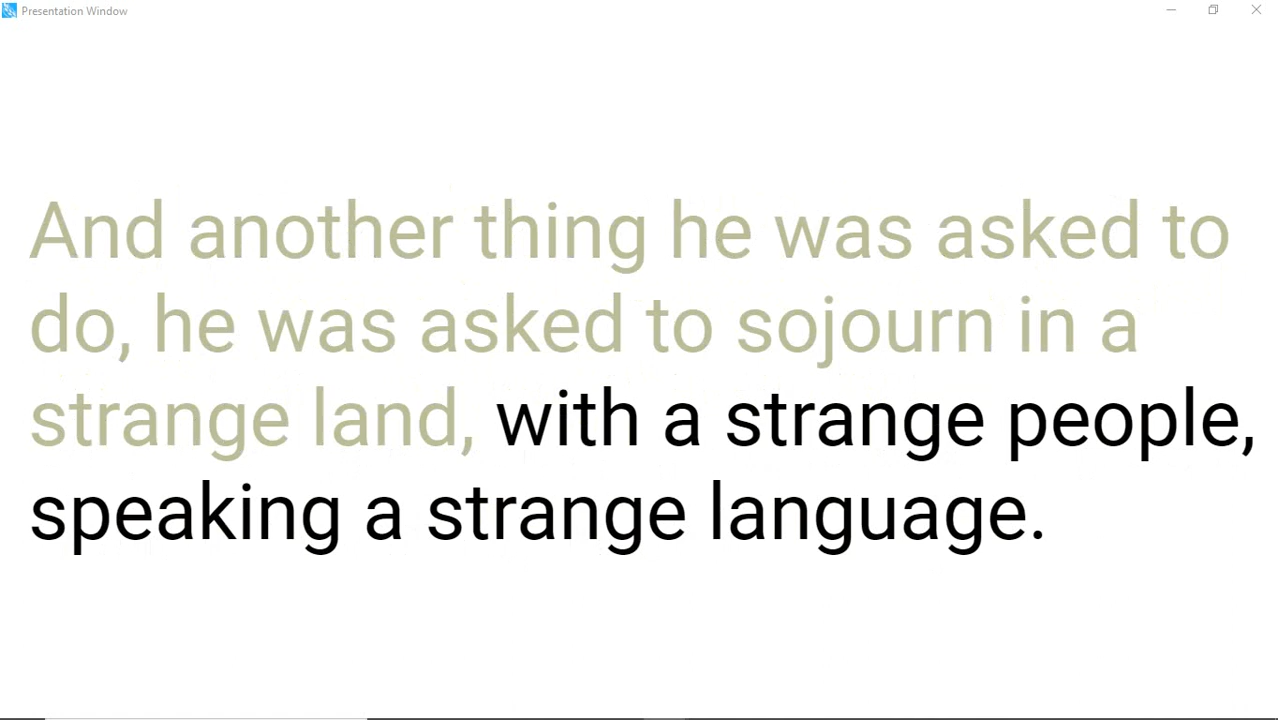 Presentation Window
And another thing he was asked to
do, he was asked to sojourn in a
strange land, with a strange people,
speaking a strange language.